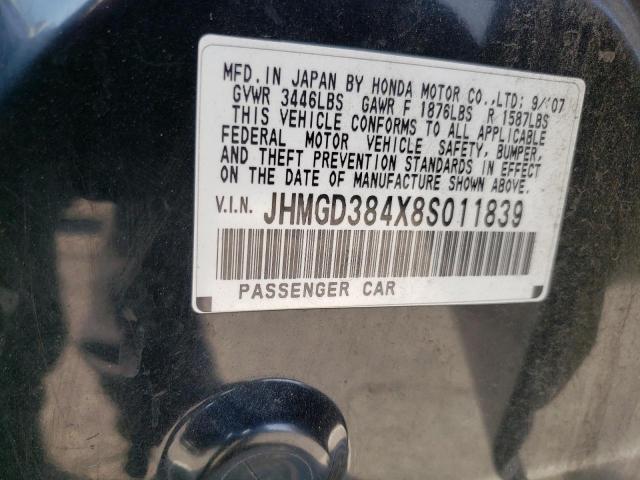 MFD. IN JAPAN BY HONDA MOTOR CO.,LTD: 9/'07
GVWR 3446LBS GAWR F 1876LBS R 1587LBS
THIS VEHICLE CONFORMS TO ALL APPLICABLE
FEDERAL MOTOR VEHICLE SAFETY, BUMPER,
AND THEFT PREVENTION STANDARDS IN EFFECT
ON THE DATE OF MANUFACTURE SHOWN ABOVE.
V.I.N. JHMGD384X8S011839
PASSENGER CAR